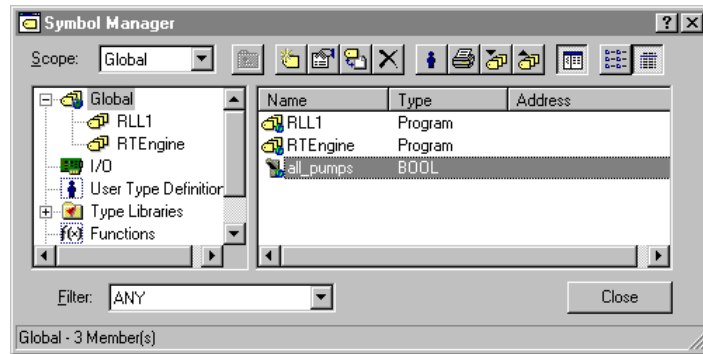 Symbol Manager
Scope: Global
Global
RLL1
RTEngine
I/O
User Type Definition
Type Libraries
f(x) Functions
Name Type Address
RLL1 Program
RTEngine Program
all_pumps BOOL
Filter: ANY
Close
Global - 3 Member(s)